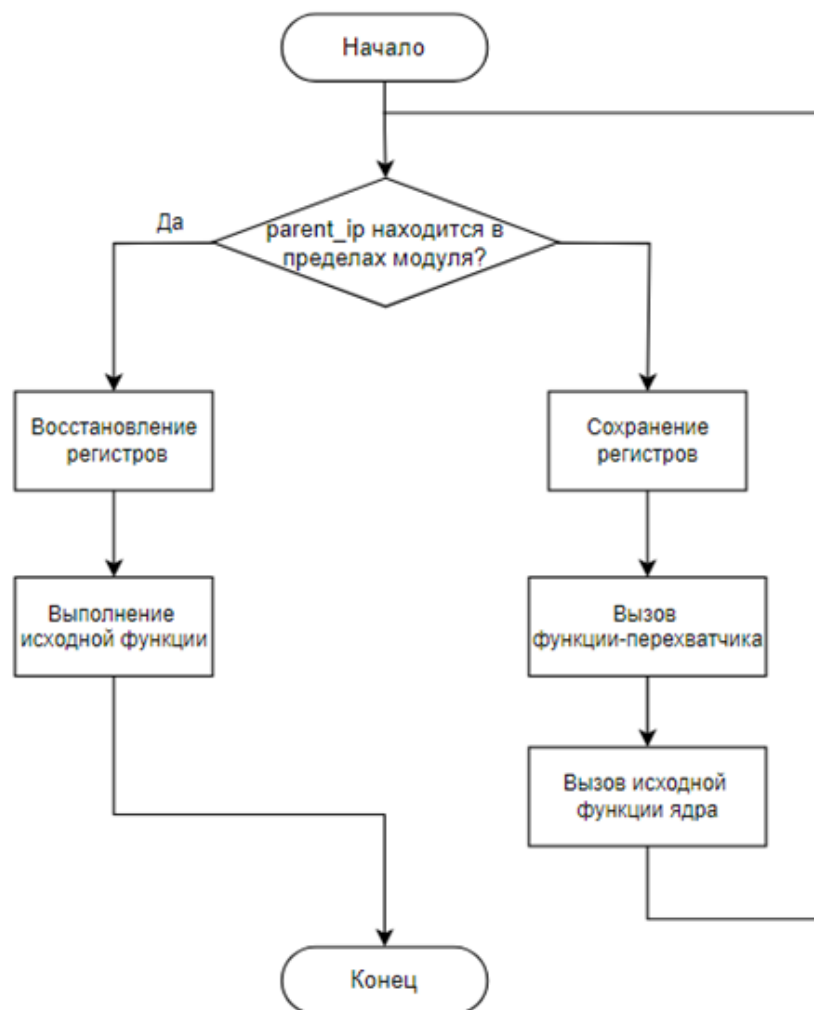 Начало
Да
parent_ip находится в
пределах модуля?
Восстановление
регистров
Сохранение
регистров
Выполнение
исходной функции
Вызов
функции-перехватчика
Вызов исходной
функции ядра
Конец